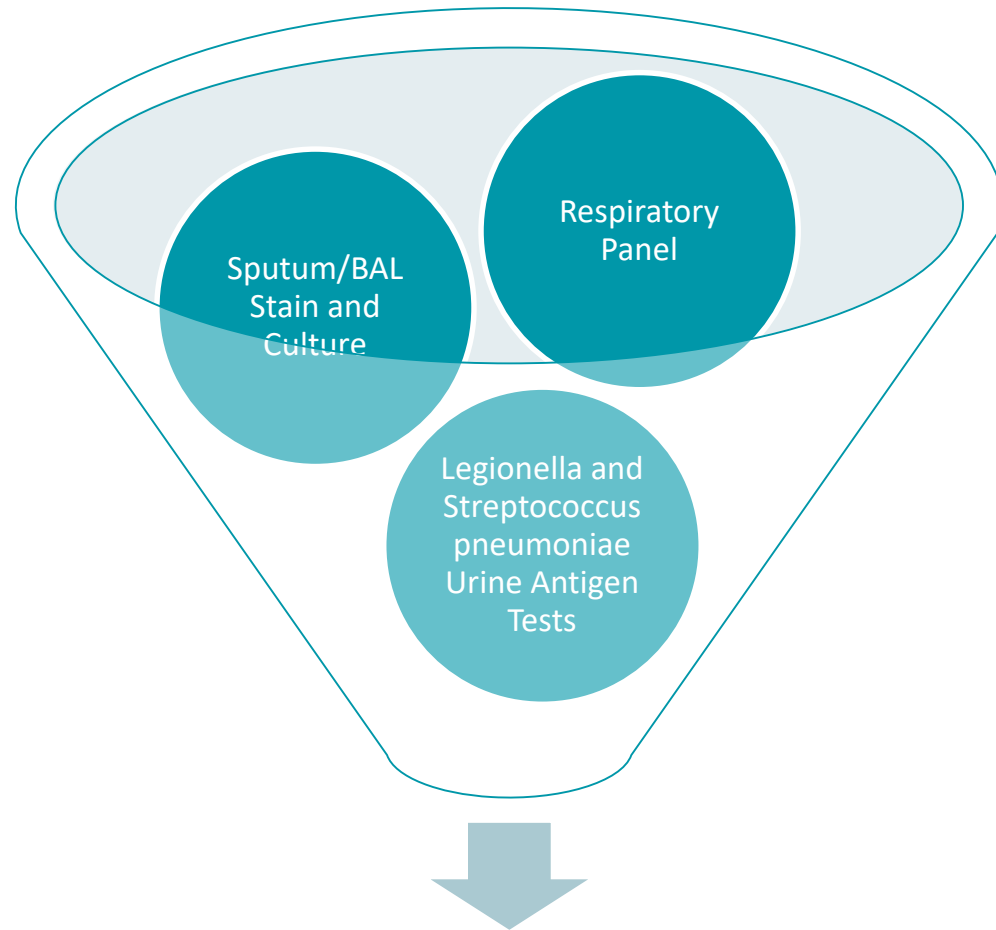 Respiratory
Panel
Sputum/BAL
Stain and
Culture
Legionella and
Streptococcus
pneumoniae
Urine Antigen
Tests